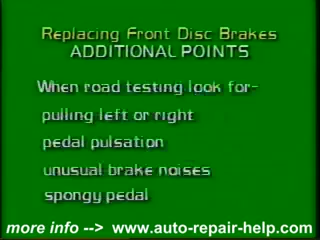 Replacing Front Disc Brakes
ADDITIONAL POINTS
When road testing look for-
pulling left or right
pedal pulsation
unusual brake noises
spongy pedal
more info --> www.auto-repair-help.com